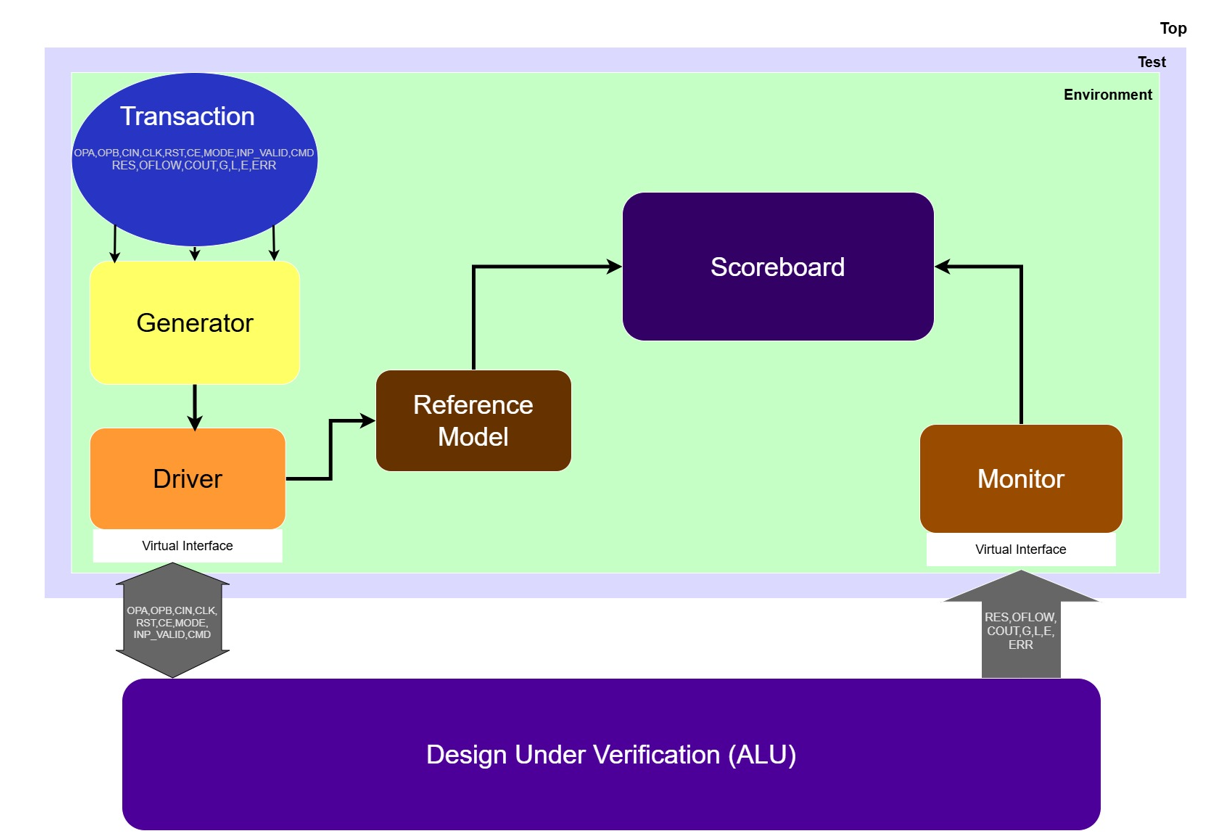 Top
Test
Environment
Transaction
OPA,OPB,CIN,CLK,RST,CE,MODE,INP_VALID,CMD
RES,OFLOW,COUT,G,L,E,ERR
Scoreboard
Generator
Reference
Model
Driver
Monitor
Virtual Interface
Virtual Interface
OPA,OPB,CIN,CLK,
RST,CE,MODE,
INP_VALID,CMD
RES,OFLOW,
COUT,G,L,E,
ERR
Design Under Verification (ALU)